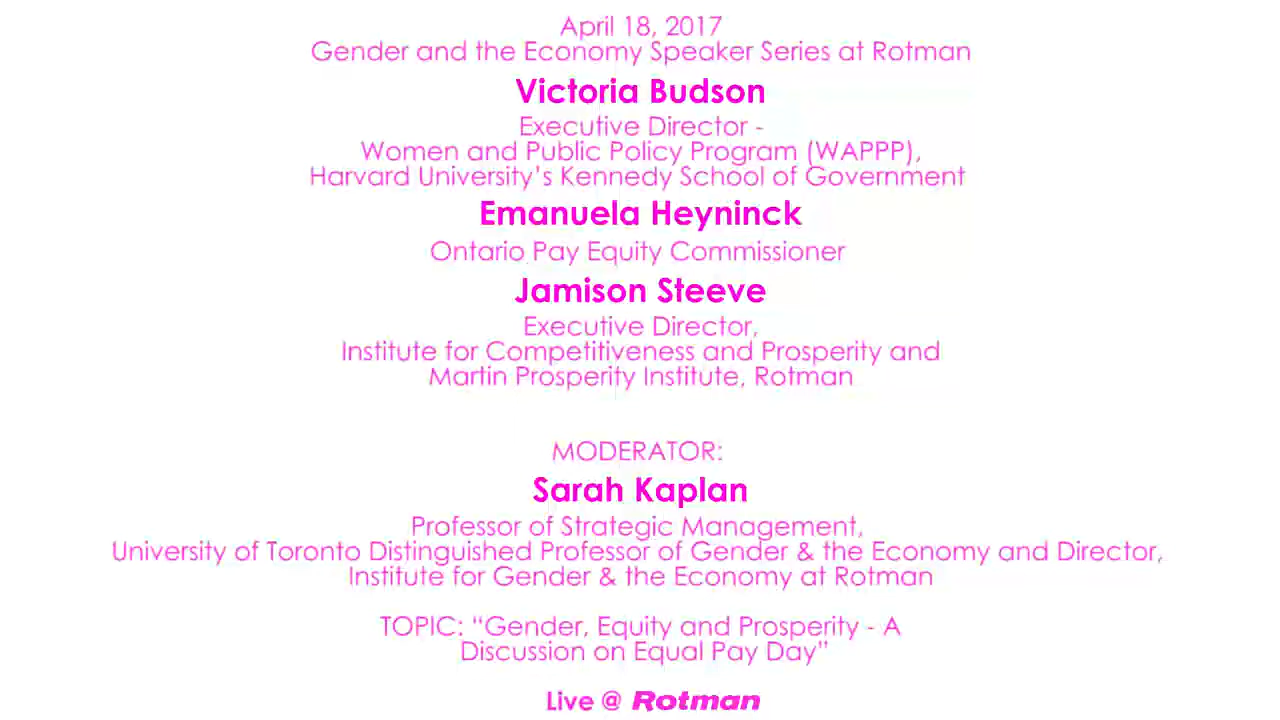 April 18, 2017
Gender and the Economy Speaker Series at Rotman
Victoria Budson
Executive Director -
Women and Public Policy Program (WAPPP),
Harvard University’s Kennedy School of Government
Emanuela Heyninck
Ontario Pay Equity Commissioner
Jamison Steeve
Executive Director,
Institute for Competitiveness and Prosperity and
Martin Prosperity Institute, Rotman
MODERATOR:
Sarah Kaplan
Professor of Strategic Management,
University of Toronto Distinguished Professor of Gender & the Economy and Director,
Institute for Gender & the Economy at Rotman
TOPIC: “Gender, Equity and Prosperity - A
Discussion on Equal Pay Day”
Live @ Rotman